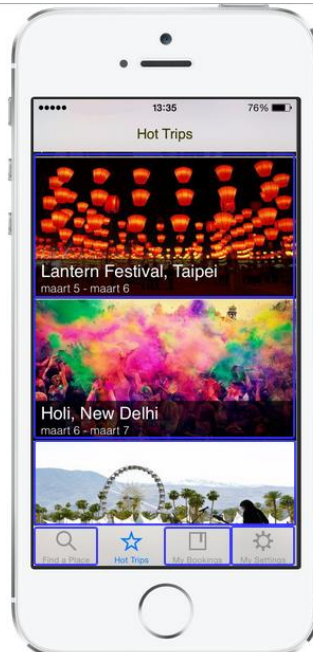 13:35
76%
Hot Trips
Lantern Festival, Taipei
maart 5 - maart 6
Holi, New Delhi
maart 6 - maart 7
Find a Place
Hot Trips
My Bookings
My Settings